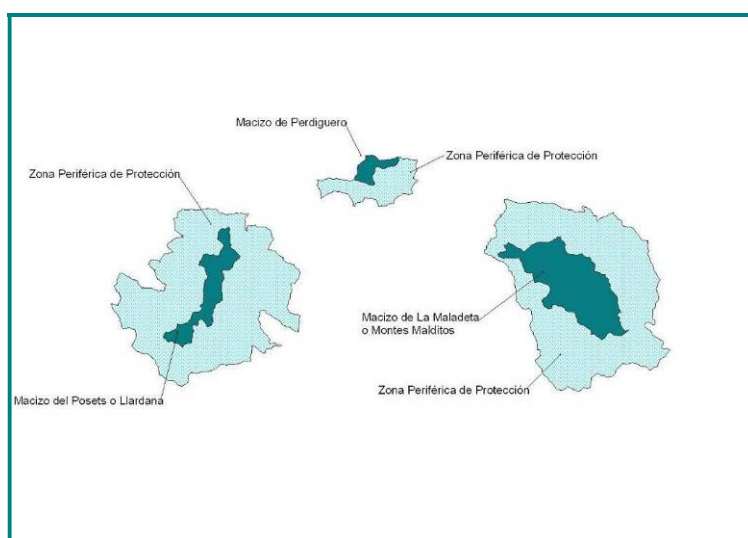 Macizo de Perdiguero
Zona Periférica de Protección
Zona Periférica de Protección
Macizo de La Maladeta
o Montes Malditos
Zona Periférica de Protección
Macizo del Posets o Llardana